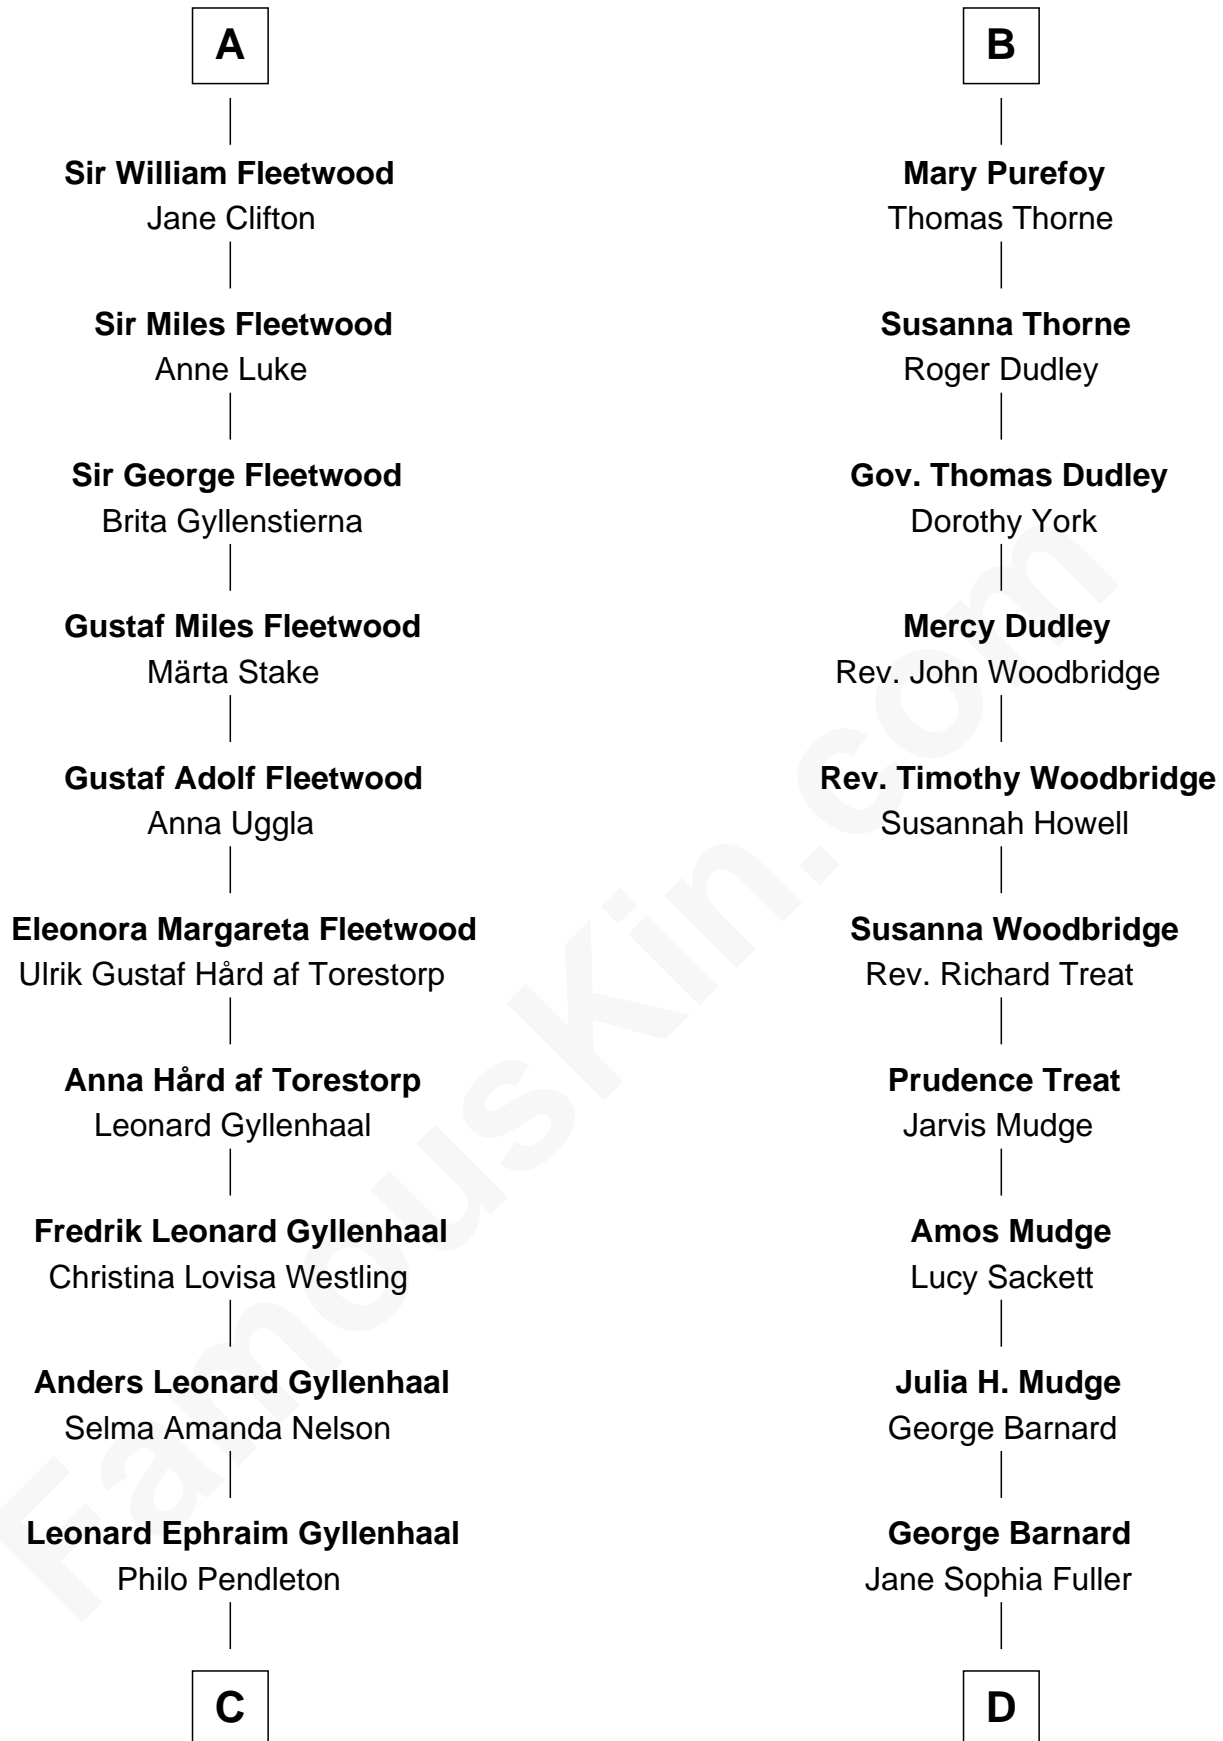 A
Sir William Fleetwood
Jane Clifton
Sir Miles Fleetwood
Anne Luke
Sir George Fleetwood
Brita Gyllenstierna
Gustaf Miles Fleetwood
Märta Stake
Gustaf Adolf Fleetwood
Anna Uggla
Eleonora Margareta Fleetwood
Ulrik Gustaf Hård af Torestorp
Anna Hård af Torestorp
Leonard Gyllenhaal
Fredrik Leonard Gyllenhaal
Christina Lovisa Westling
Anders Leonard Gyllenhaal
Selma Amanda Nelson
Leonard Ephraim Gyllenhaal
Philo Pendleton
C
B
Mary Purefoy
Thomas Thorne
Susanna Thorne
Roger Dudley
Gov. Thomas Dudley
Dorothy York
Mercy Dudley
Rev. John Woodbridge
Rev. Timothy Woodbridge
Susannah Howell
Susanna Woodbridge
Rev. Richard Treat
Prudence Treat
Jarvis Mudge
Amos Mudge
Lucy Sackett
Julia H. Mudge
George Barnard
George Barnard
Jane Sophia Fuller
D
FamousKin.com